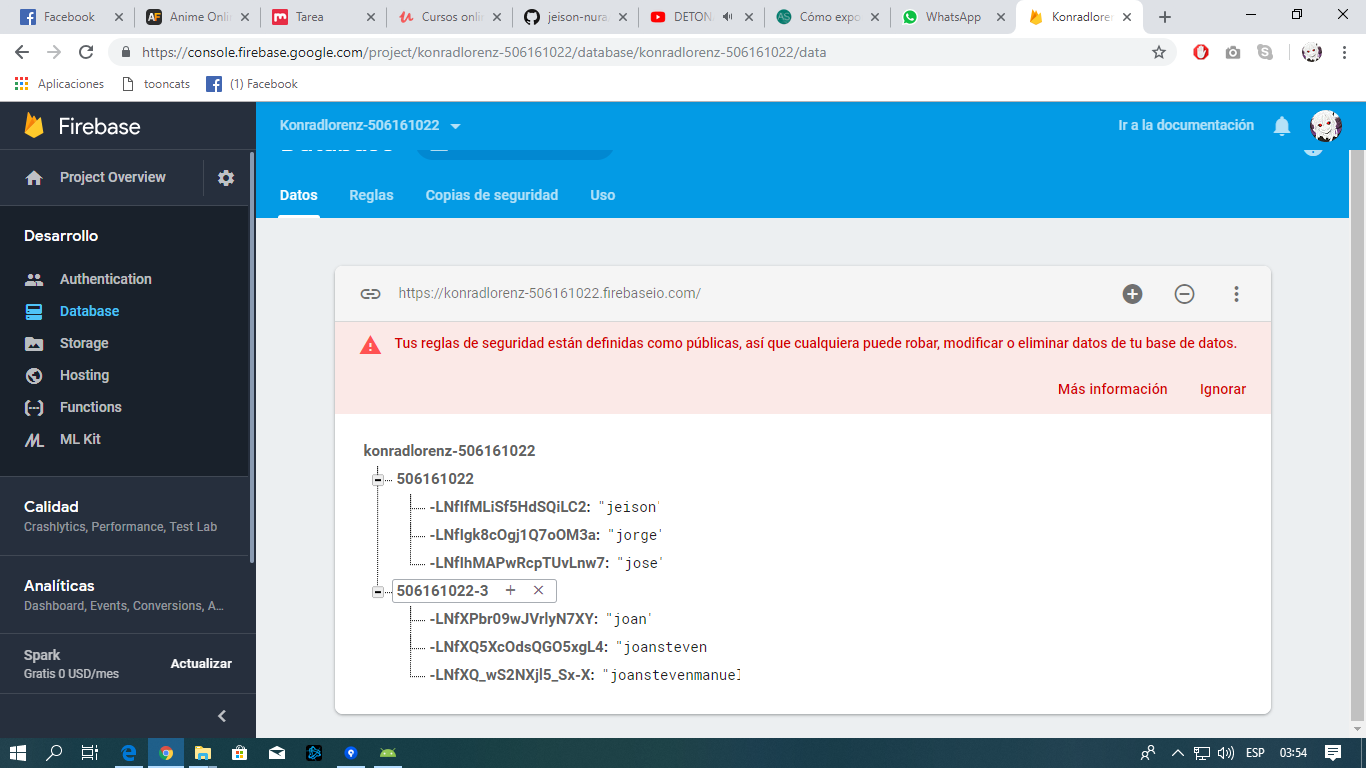 Facebook
Anime Onli
Tarea
Cursos onli
jeison-nura
DETON
Cómo expo
WhatsApp
Konradloren
https://console.firebase.google.com/project/konradlorenz-506161022/database/konradlorenz-506161022/data
Aplicaciones
tooncats
(1) Facebook
Firebase
Konradlorenz-506161022
Ir a la documentación
Project Overview
Datos
Reglas
Copias de seguridad
Uso
Desarrollo
Authentication
Database
Storage
Hosting
Functions
ML Kit
Calidad
Crashlytics, Performance, Test Lab
Analíticas
Dashboard, Events, Conversions, A...
Spark
Gratis 0 USD/mes
Actualizar
https://konradlorenz-506161022.firebaseio.com/
Tus reglas de seguridad están definidas como públicas, así que cualquiera puede robar, modificar o eliminar datos de tu base de datos.
Más información
Ignorar
konradlorenz-506161022
506161022
-LNfIfMLiSf5HdSQiLC2: "jeison"
-LNfIgk8cOgj1Q7oOM3a: "jorge"
-LNfIhMAPwRcpTUvLnw7: "jose"
506161022-3
-LNfXPbr09wJVrlyN7XY: "joan"
-LNfXQ5XcOdsQGO5xgL4: "joansteven
-LNfXQ_wS2NXjl5_Sx-X: "joanstevenmanuel
ESP
03:54